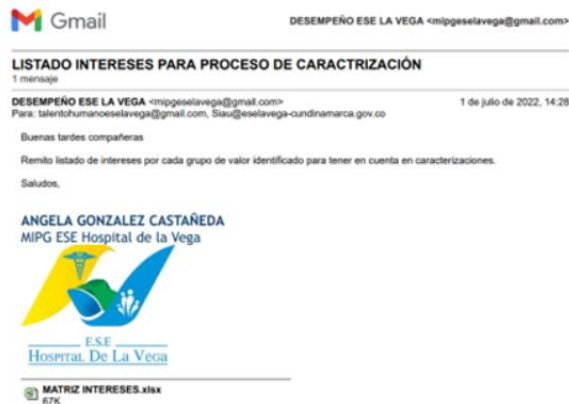 Gmail
DESEMPEÑO ESE LA VEGA <mipgeselavega@gmail.com>
LISTADO INTERESES PARA PROCESO DE CARACTRIZACIÓN
1 mensaje
DESEMPEÑO ESE LA VEGA <mipgeselavega@gmail.com>
1 de julio de 2022, 14:28
Para: talentohumanoeselavega@gmail.com, Siau@eselavega-cundinamarca.gov.co
Buenas tardes compañeras
Remito listado de intereses por cada grupo de valor identificado para tener en cuenta en caracterizaciones.
Saludos,
ANGELA GONZALEZ CASTAÑEDA
MIPG ESE Hospital de la Vega
E.S.E
HOSPITAL DE LA VEGA
MATRIZ INTERESES.xlsx
67K